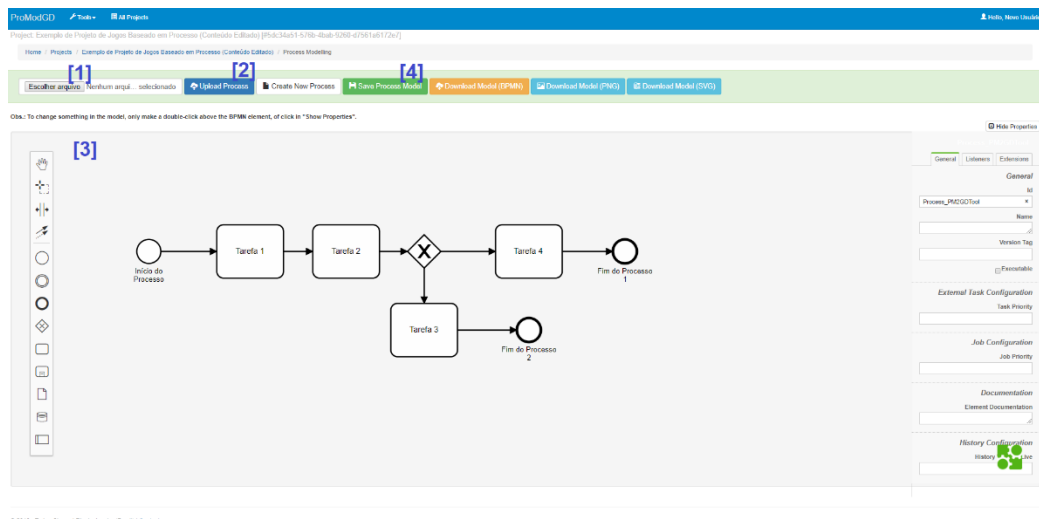 ProModGD Tools All Projects Hello, Novo Usuár
Project: Exemplo de Projeto de Jogos Baseado em Processo (Conteúdo Editado)
Home / Projects / Exemplo de Projeto de Jogos Baseado em Processo (Conteúdo Editado) / Process Modelling
[1] [2] [4]
Escolher arquivo Nenhum arqui... selecionado Upload Process Create New Process Save Process Model Download Model (BPMN) Download Model (PNG) Download Model (SVG)
Obs.: To change something in the model, only make a double-click above the BPMN element, of click in "Show Properties".
Hide Properties
[3]
General Listeners Extensions
General
Id
Process_PM2GDTool ×
Name
Version Tag
Executable
External Task Configuration
Task Priority
Job Configuration
Job Priority
Documentation
Element Documentation
History Configuration
History
Início do
Processo
Tarefa 1
Tarefa 2
X
Tarefa 4
Fim do Processo
1
Tarefa 3
Fim do Processo
2